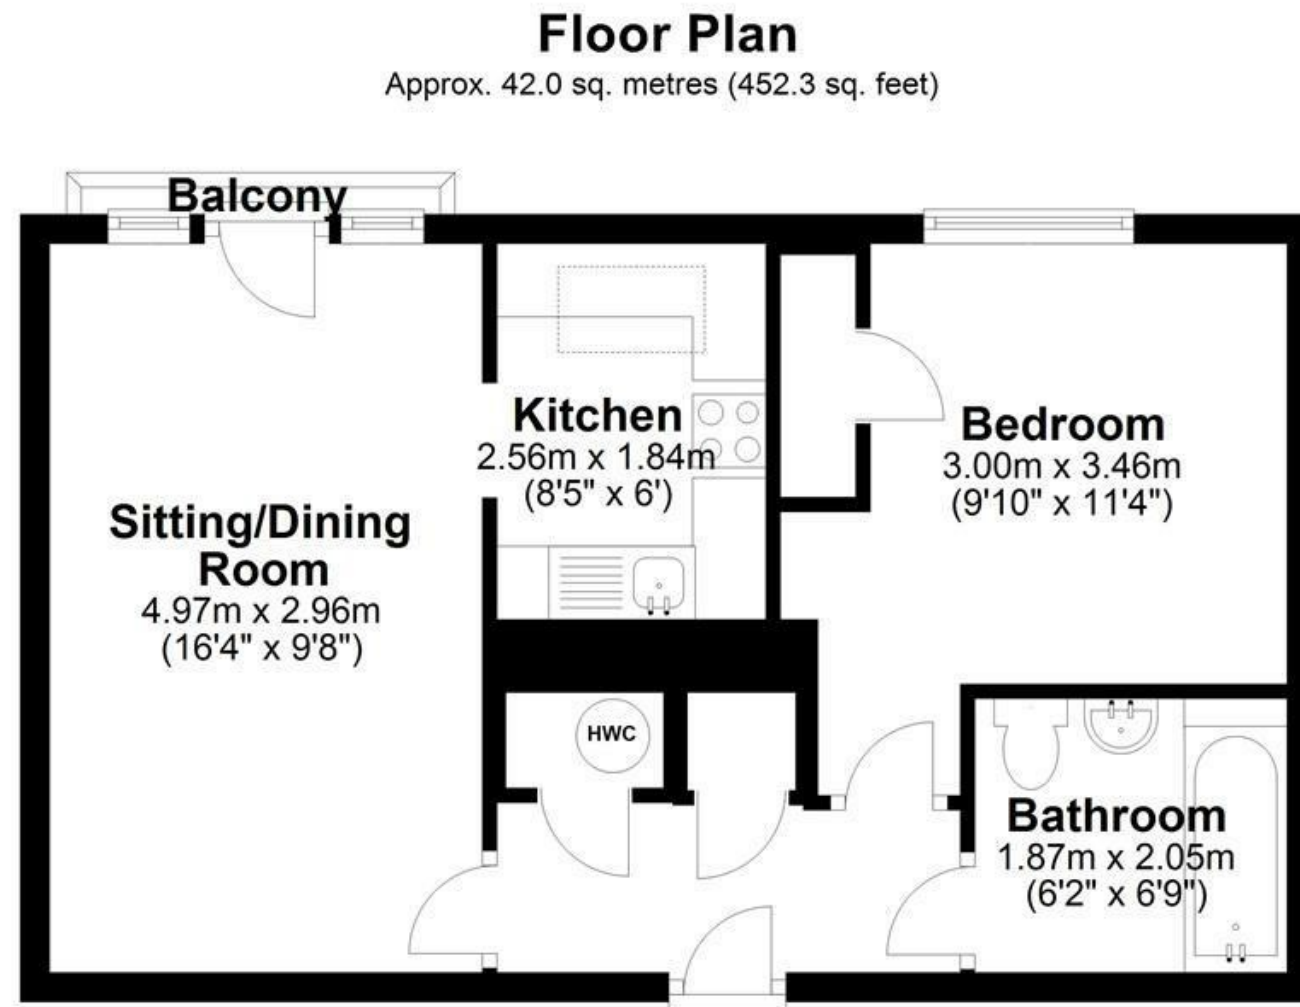 Floor Plan
Approx. 42.0 sq. metres (452.3 sq. feet)
Balcony
Kitchen
2.56m x 1.84m
(8'5" x 6')
Bedroom
3.00m x 3.46m
(9'10" x 11'4")
Sitting/Dining
Room
4.97m x 2.96m
(16'4" x 9'8")
HWC
Bathroom
1.87m x 2.05m
(6'2" x 6'9")